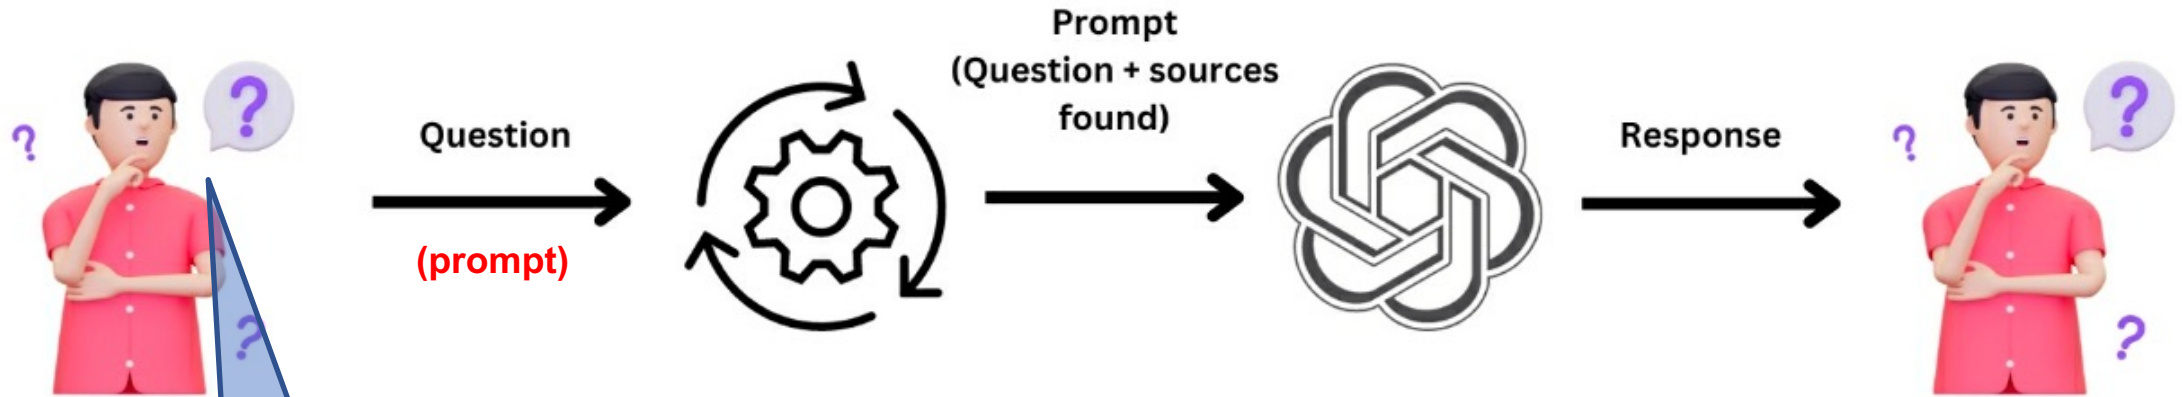 Question
(prompt)
Prompt
(Question + sources
found)
Response
?
?
?
?
?
?